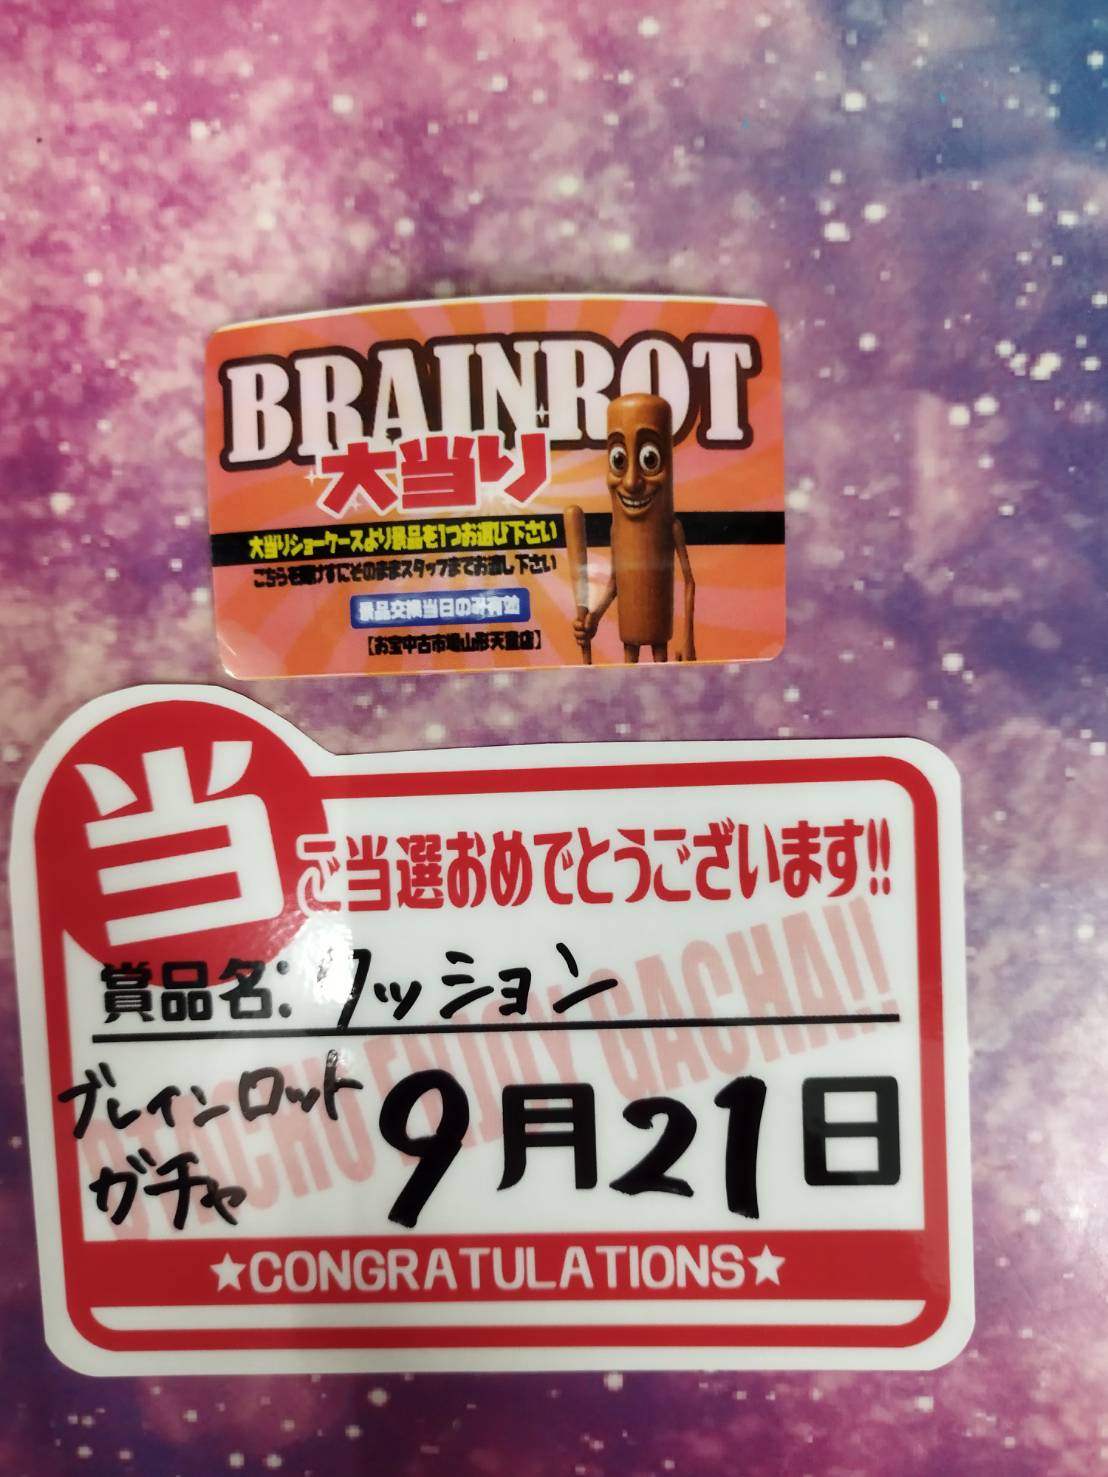 BRAINROT
大当り
大当りショーケースより景品を1つお選び下さい
こちらを開けずにそのままスタッフまでお渡し下さい
景品交換当日のみ有効
【お宝中古市場山形天童店】
当
ご当選おめでとうございます!!
賞品名:クッション
ブレインロット
ガチャ
9月21日
OTACHU ENJOY GACHA!!
★CONGRATULATIONS★